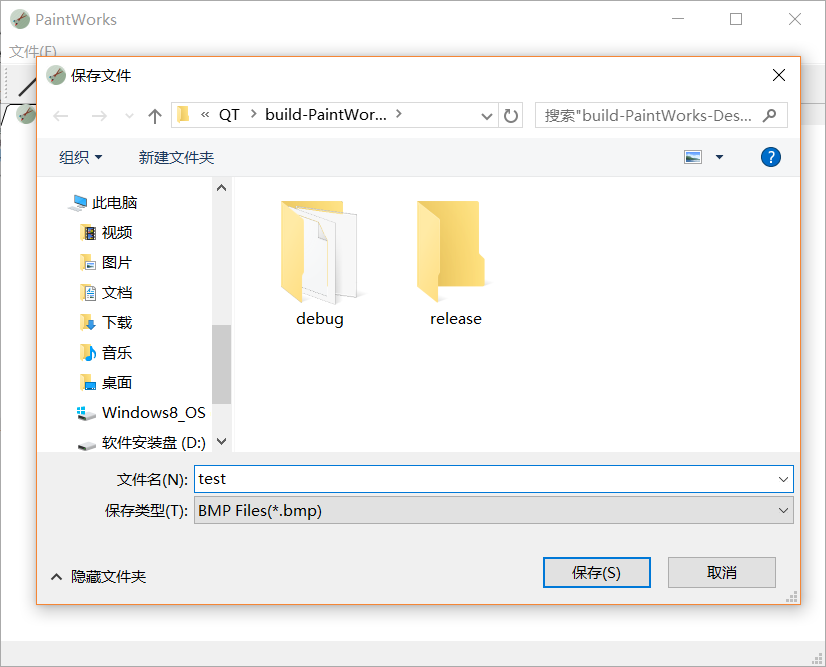 PaintWorks
文件(F)
保存文件
« QT > build-PaintWor... >
搜索"build-PaintWorks-Des...
组织
新建文件夹
此电脑
视频
图片
文档
下载
音乐
桌面
Windows8_OS
软件安装盘 (D:)
debug
release
文件名(N): test
保存类型(T): BMP Files(*.bmp)
隐藏文件夹
保存(S)
取消